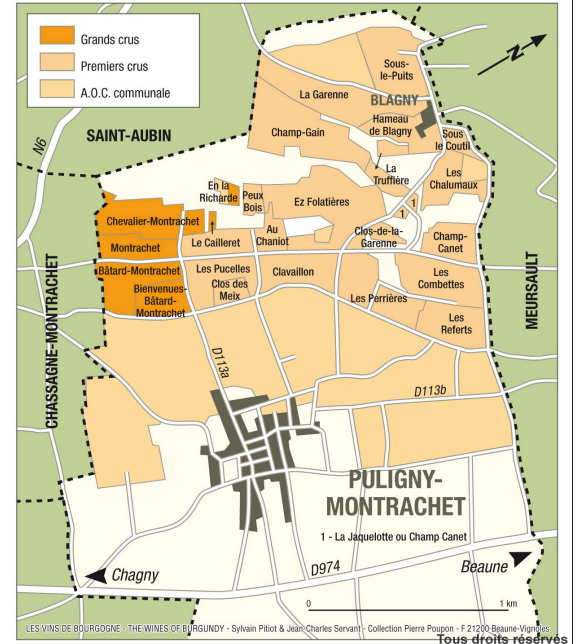 Grands crus
Premiers crus
A.O.C. communale
N
N6
SAINT-AUBIN
Sous-
le-Puits
La Garenne
BLAGNY
Hameau
de Blagny
Champ-Gain
Sous
le Coutil
La
Truffière
Les
Chalumaux
En la
Richarde
Peux
Bois
Ez Folatières
1
1
Chevalier-Montrachet
Au
Chaniot
Clos-de-la-
Garenne
Champ-
Canet
Montrachet
Le Cailleret
Bâtard-Montrachet
Les Pucelles
Clavaillon
Les
Combettes
Bienvenues-
Bâtard-
Montrachet
Clos des
Meix
Les Perrières
Les
Referts
CHASSAGNE-MONTRACHET
MEURSAULT
D113a
D113b
PULIGNY-
MONTRACHET
1 - La Jaquelotte ou Champ Canet
Chagny
D974
Beaune
0
1 km
LES VINS DE BOURGOGNE - THE WINES OF BURGUNDY - Sylvain Pitiot & Jean-Charles Servant - Collection Pierre Poupon - F 21200 Beaune-Vignoles
Tous droits réservés